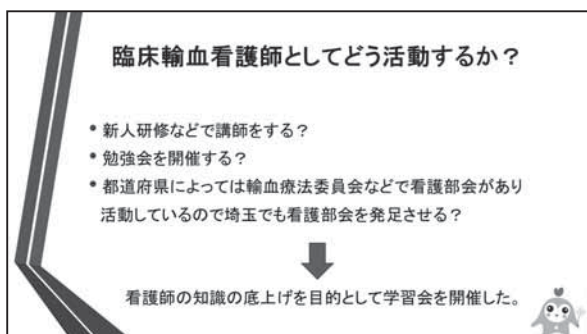 臨床輸血看護師としてどう活動するか？
• 新人研修などで講師をする？
• 勉強会を開催する？
• 都道府県によっては輸血療法委員会などで看護部会があり
活動しているので埼玉でも看護部会を発足させる？
看護師の知識の底上げを目的として学習会を開催した。